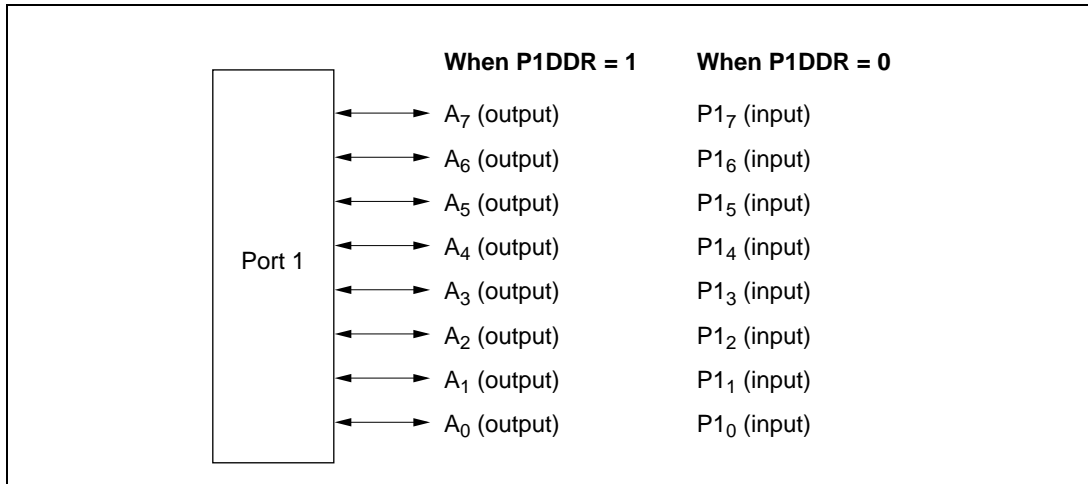 When P1DDR = 1 When P1DDR = 0
A7 (output) P17 (input)
A6 (output) P16 (input)
A5 (output) P15 (input)
Port 1 A4 (output) P14 (input)
A3 (output) P13 (input)
A2 (output) P12 (input)
A1 (output) P11 (input)
A0 (output) P10 (input)